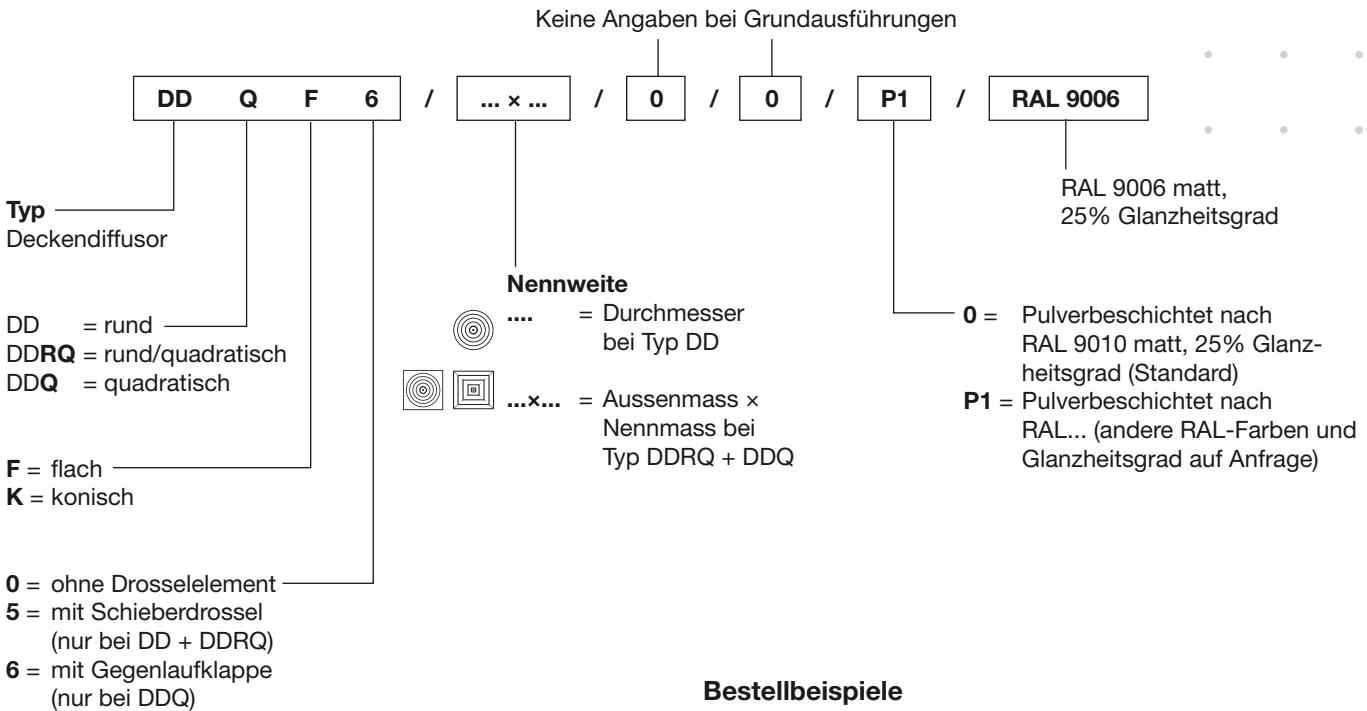 Keine Angaben bei Grundausführungen
DD Q F 6 / ... × ... / 0 / 0 / P1 / RAL 9006
RAL 9006 matt,
25% Glanzheitsgrad
Typ
Deckendiffusor
DD = rund
DDRQ = rund/quadratisch
DDQ = quadratisch
F = flach
K = konisch
0 = ohne Drosselelement
5 = mit Schieberdrossel
(nur bei DD + DDRQ)
6 = mit Gegenlaufklappe
(nur bei DDQ)
Nennweite
.... = Durchmesser
bei Typ DD
...×... = Aussenmass ×
Nennmass bei
Typ DDRQ + DDQ
0 = Pulverbeschichtet nach
RAL 9010 matt, 25% Glanz-
heitsgrad (Standard)
P1 = Pulverbeschichtet nach
RAL... (andere RAL-Farben und
Glanzheitsgrad auf Anfrage)
Bestellbeispiele